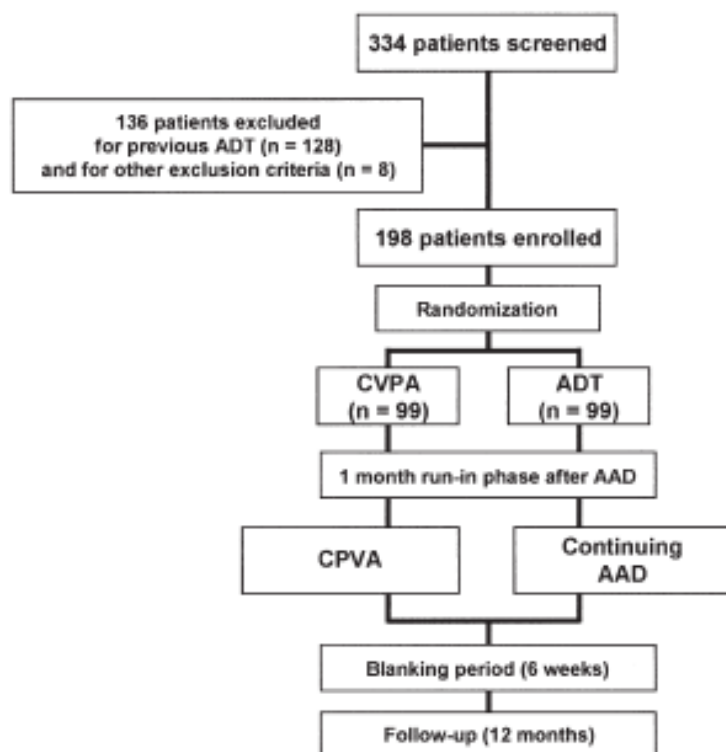 334 patients screened
136 patients excluded
for previous ADT (n = 128)
and for other exclusion criteria (n = 8)
198 patients enrolled
Randomization
CVPA
(n = 99)
ADT
(n = 99)
1 month run-in phase after AAD
CPVA
Continuing
AAD
Blanking period (6 weeks)
Follow-up (12 months)